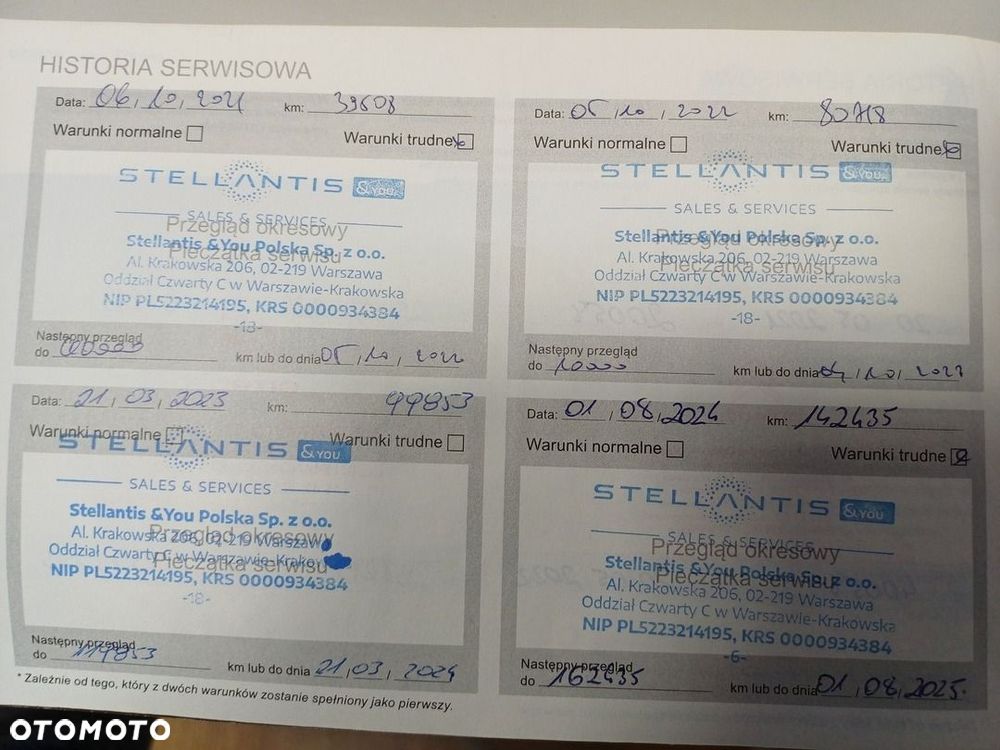 HISTORIA SERWISOWA
Data: 06, 10, 2021 km: 39608
Warunki normalne Warunki trudne
STELLANTIS &YOU
SALES & SERVICES
Przegląd okresowy
Stellantis &You Polska Sp. z o.o.
Pieczątka serwisu
Al. Krakowska 206, 02-219 Warszawa
Oddział Czwarty C w Warszawie-Krakowska
NIP PL5223214195, KRS 0000934384
-18-
Następny przegląd
do km lub do dnia 05, 10, 2022
Data: 05, 10, 2022 km: 80718
Warunki normalne Warunki trudne
STELLANTIS &YOU
SALES & SERVICES
Przegląd okresowy
Stellantis &You Polska Sp. z o.o.
Al. Krakowska 206, 02-219 Warszawa
Pieczątka serwisu
Oddział Czwarty C w Warszawie-Krakowska
NIP PL5223214195, KRS 0000934384
-18-
Następny przegląd
do km lub do dnia 04, 10, 2023
Data: 21, 03, 2023 km: 99853
Warunki normalne Warunki trudne
STELLANTIS &YOU
SALES & SERVICES
Stellantis &You Polska Sp. z o.o.
Przegląd okresowy
Al. Krakowska 206, 02-219 Warszaw
Oddział Czwarty C w Warszawie-Krako
Pieczątka serwisu
NIP PL5223214195, KRS 0000934384
-18-
Następny przegląd
do 119853 km lub do dnia 21, 03, 2024
Data: 01, 08, 2024 km: 142435
Warunki normalne Warunki trudne
STELLANTIS &YOU
SALES & SERVICES
Przegląd okresowy
Stellantis &You Polska Sp. z o.o.
Pieczątka serwisu
Al. Krakowska 206, 02-219 Warszawa
Oddział Czwarty C w Warszawie-Krakowska
NIP PL5223214195, KRS 0000934384
-6-
Następny przegląd
do 162435 km lub do dnia 01, 08, 2025.
* Zależnie od tego, który z dwóch warunków zostanie spełniony jako pierwszy.
OTOMOTO